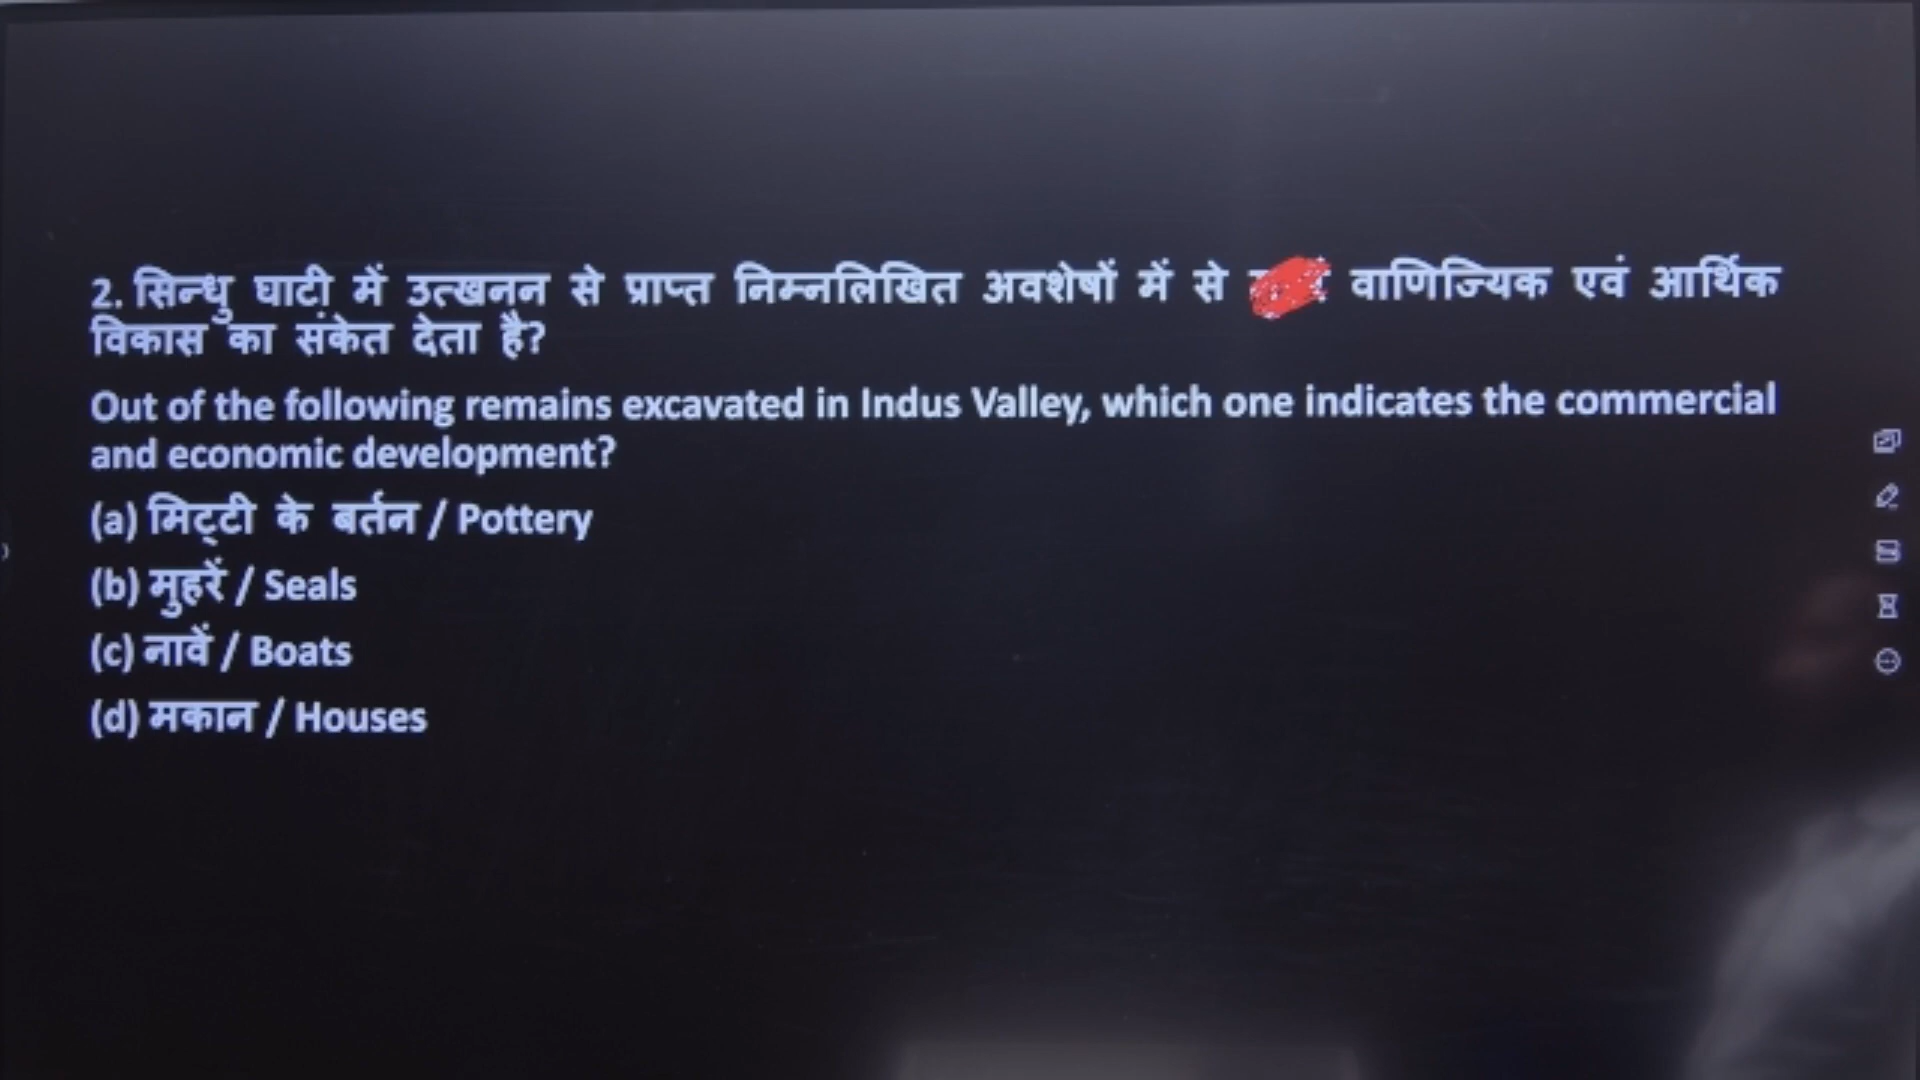 2. सिन्धु घाटी में उत्खनन से प्राप्त निम्नलिखित अवशेषों में से वाणिज्यिक एवं आर्थिक
विकास का संकेत देता है?
Out of the following remains excavated in Indus Valley, which one indicates the commercial
and economic development?
(a) मिट्टी के बर्तन / Pottery
(b) मुहरें / Seals
(c) नावें / Boats
(d) मकान / Houses